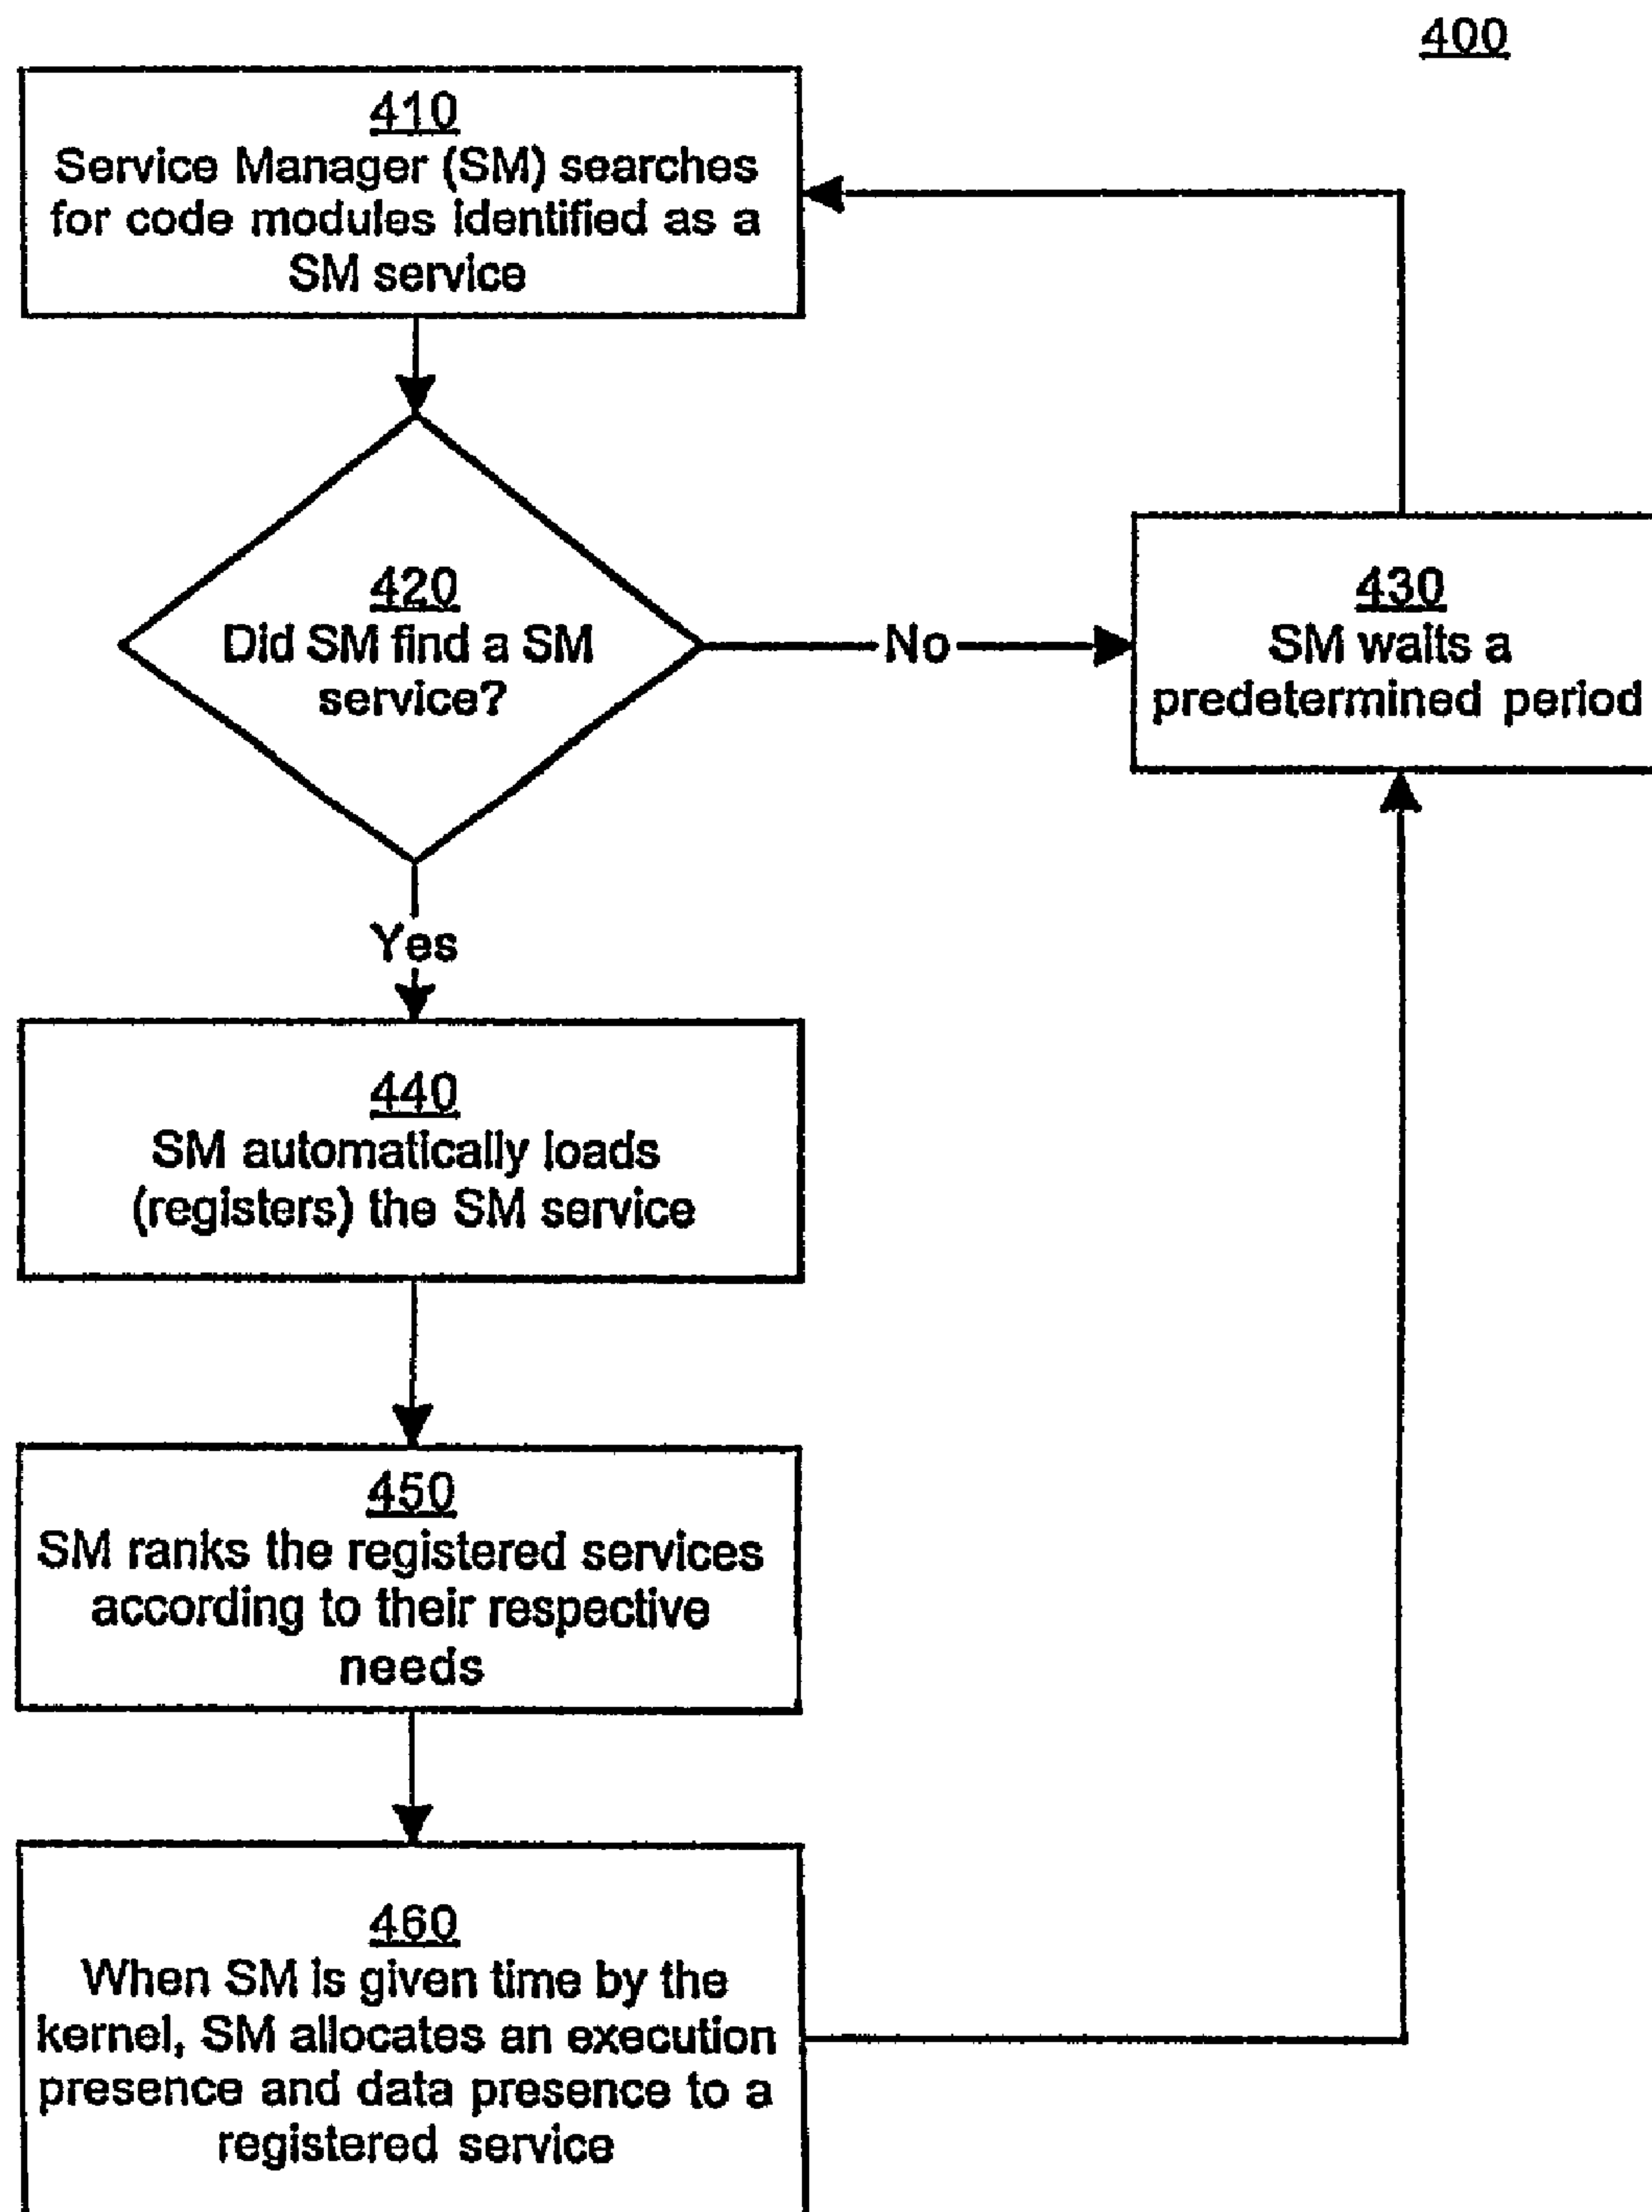 400
410
Service Manager (SM) searches
for code modules identified as a
SM service
420
Did SM find a SM
service?
No
430
SM waits a
predetermined period
Yes
440
SM automatically loads
(registers) the SM service
450
SM ranks the registered services
according to their respective
needs
460
When SM is given time by the
kernel, SM allocates an execution
presence and data presence to a
registered service